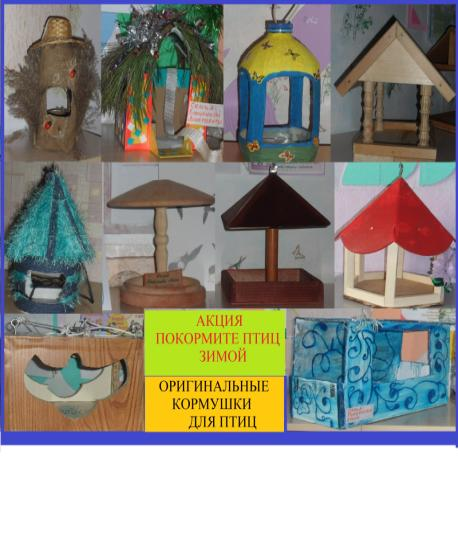 АКЦИЯ
ПОКОРМИТЕ ПТИЦ
ЗИМОЙ
ОРИГИНАЛЬНЫЕ
КОРМУШКИ
ДЛЯ ПТИЦ